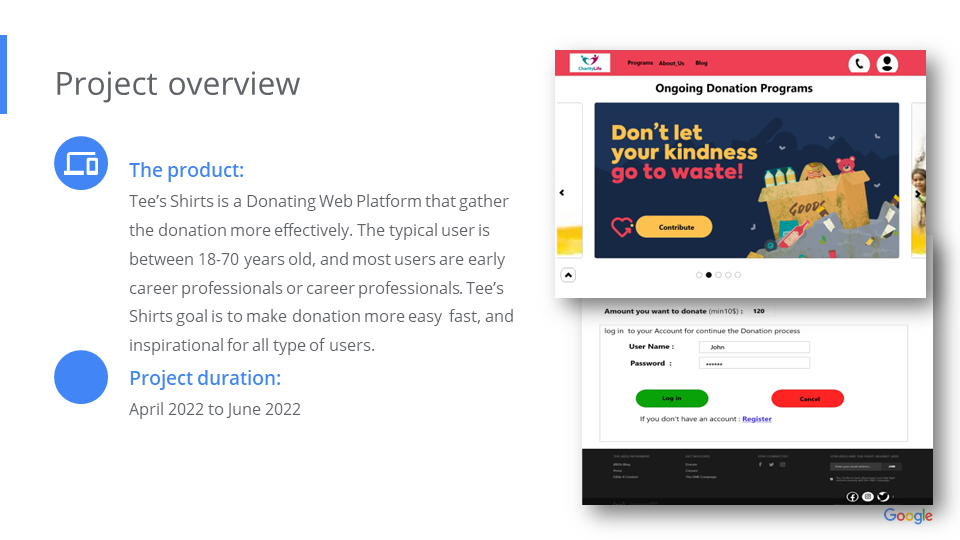 Project overview
The product:
Tee’s Shirts is a Donating Web Platform that gather
the donation more effectively. The typical user is
between 18-70 years old, and most users are early
career professionals or career professionals. Tee’s
Shirts goal is to make donation more easy fast, and
inspirational for all type of users.
Project duration:
April 2022 to June 2022
CharityLife
Programs About_Us Blog
Ongoing Donation Programs
Don’t let
your kindness
go to waste!
GOODS
Contribute
Amount you want to donate (min10$) : 120
log in to your Account for continue the Donation process
User Name : John
Password : ******
Log in Cancel
If you don't have an account : Register
Google